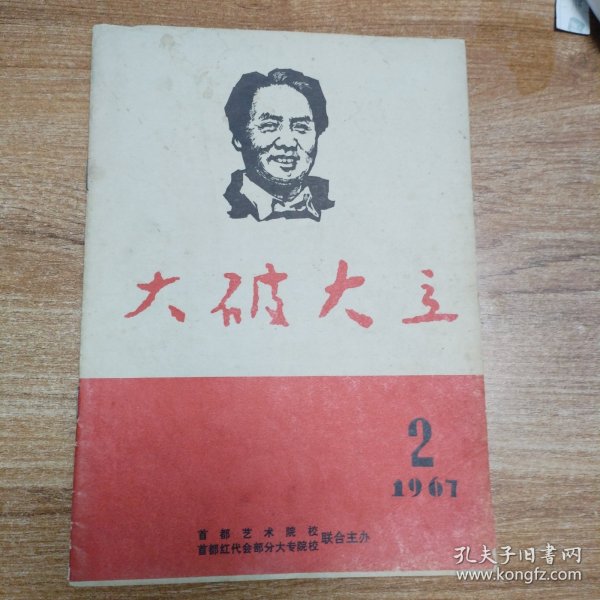 大破大立
2
1967
首都艺术院校
首都红代会部分大专院校
联合主办
孔夫子旧书网
www.kongfz.com